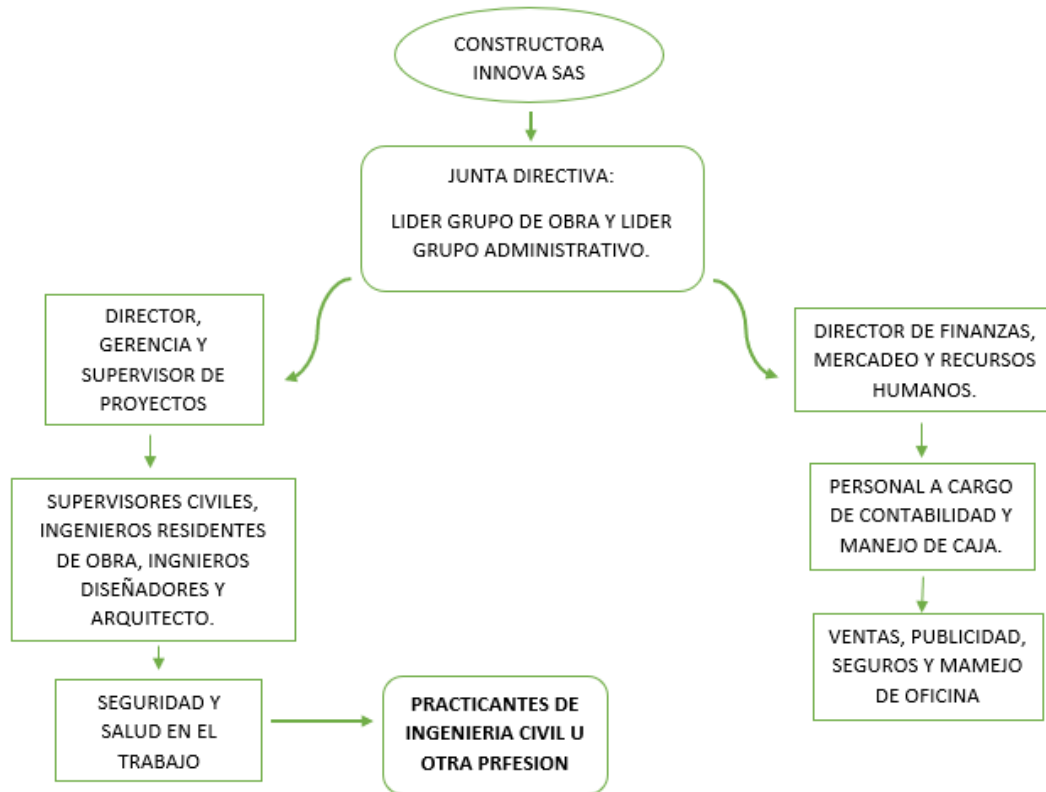 CONSTRUCTORA
INNOVA SAS
JUNTA DIRECTIVA:
LIDER GRUPO DE OBRA Y LIDER
GRUPO ADMINISTRATIVO.
DIRECTOR,
GERENCIA Y
SUPERVISOR DE
PROYECTOS
DIRECTOR DE FINANZAS,
MERCADEO Y RECURSOS
HUMANOS.
SUPERVISORES CIVILES,
INGENIEROS RESIDENTES
DE OBRA, INGNIEROS
DISEÑADORES Y
ARQUITECTO.
PERSONAL A CARGO
DE CONTABILIDAD Y
MANEJO DE CAJA.
SEGURIDAD Y
SALUD EN EL
TRABAJO
PRACTICANTES DE
INGENIERIA CIVIL U
OTRA PRFESION
VENTAS, PUBLICIDAD,
SEGUROS Y MAMEJO
DE OFICINA